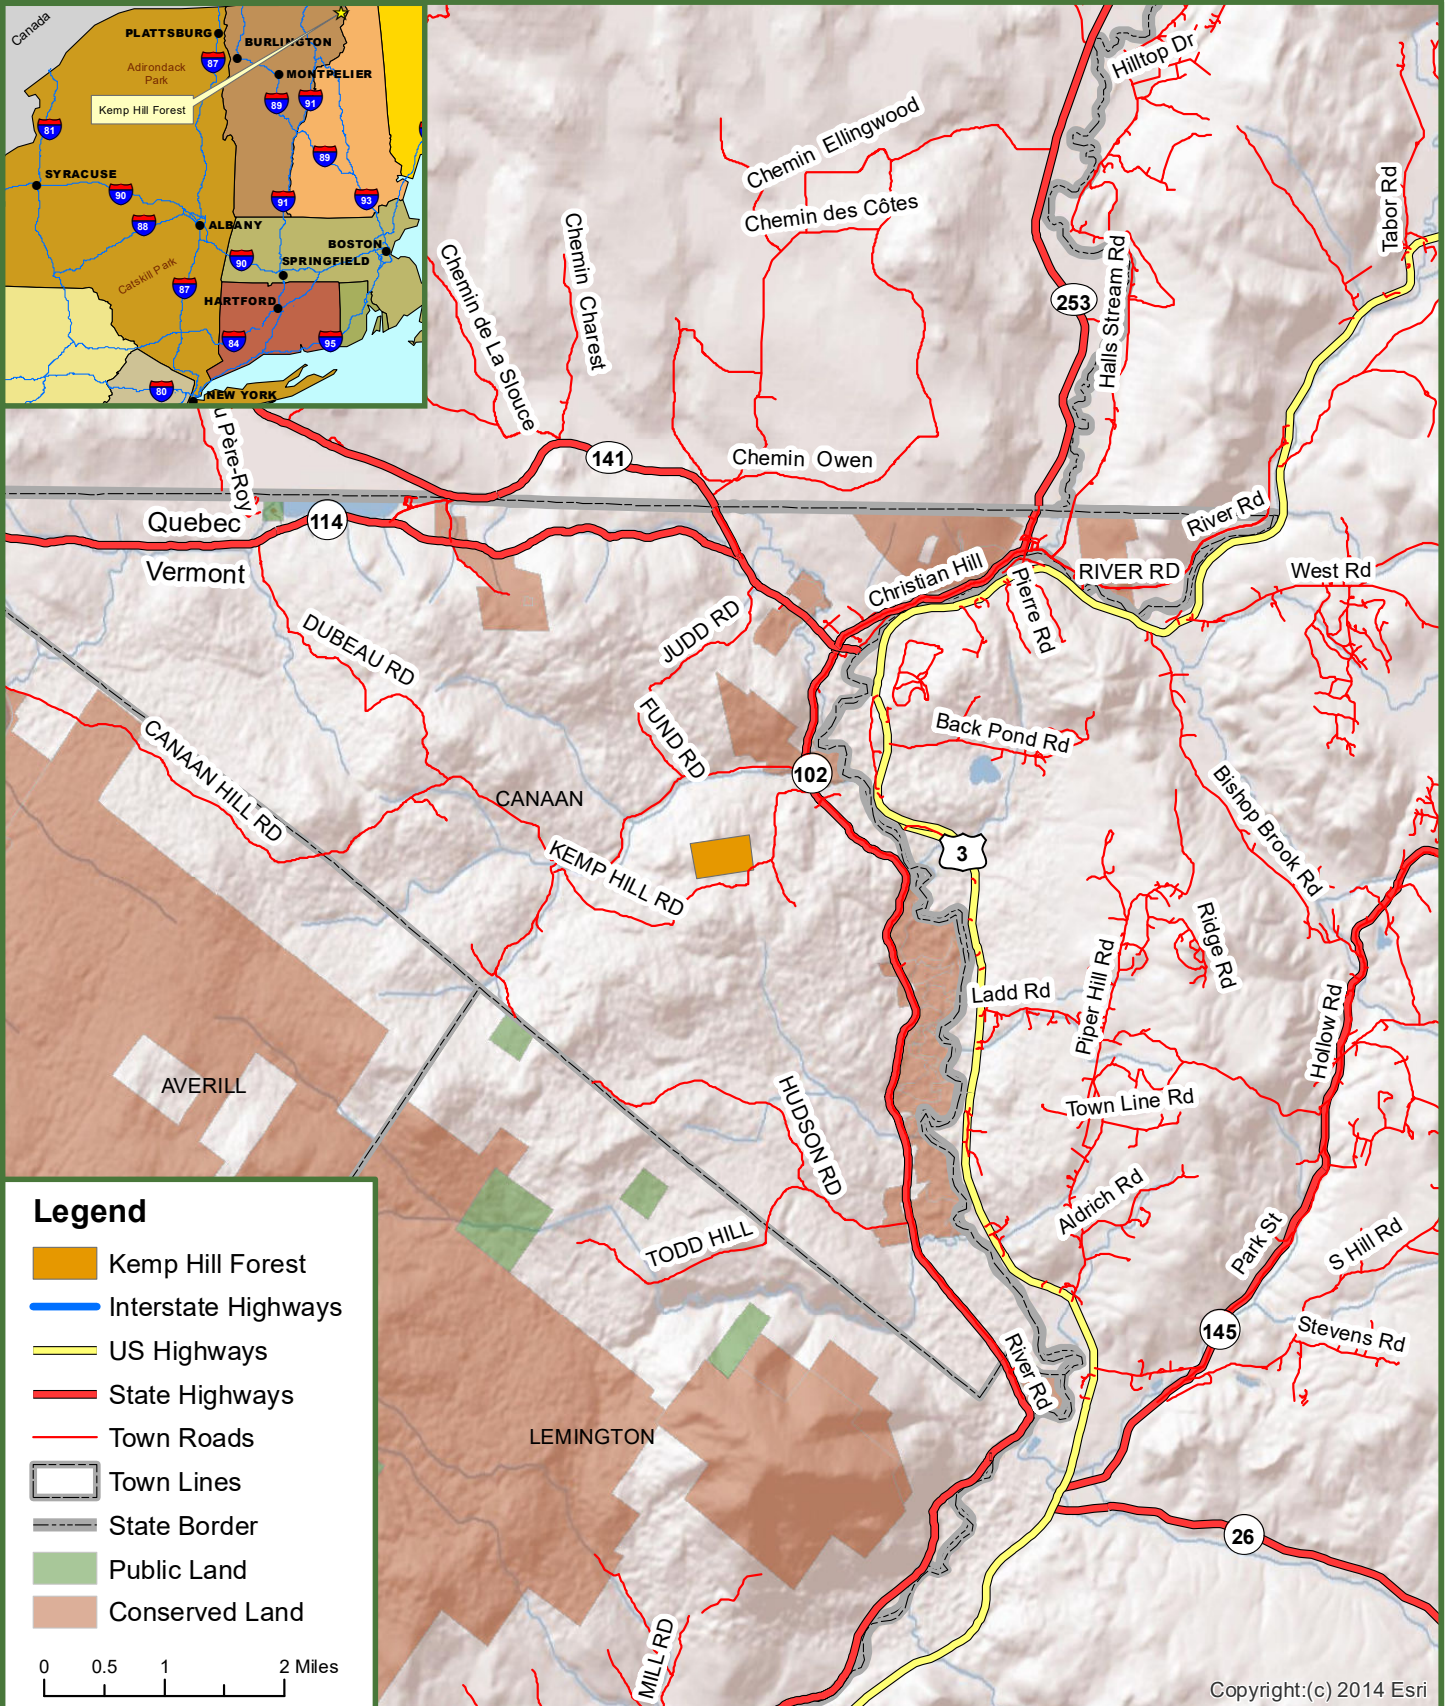 Canada
PLATTSBURG
BURLINGTON
87
Adirondack
Park
MONTPELIER
89
91
Kemp Hill Forest
81
89
SYRACUSE
90
91
93
88
ALBANY
BOSTON
90
SPRINGFIELD
Catskill Park
87
HARTFORD
84
95
80
NEW YORK
Hilltop Dr
Chemin Ellingwood
Chemin des Côtes
Tabor Rd
Chemin de La Slouce
Chemin Charest
253
Halls Stream Rd
u Père-Roy
141
Chemin Owen
Quebec
114
Vermont
River Rd
Christian Hill
RIVER RD
West Rd
Pierre Rd
JUDD RD
DUBEAU RD
FUND RD
Back Pond Rd
CANAAN HILL RD
102
CANAAN
Bishop Brook Rd
KEMP HILL RD
3
Ridge Rd
Piper Hill Rd
Ladd Rd
Hollow Rd
AVERILL
HUDSON RD
Town Line Rd
Aldrich Rd
TODD HILL
Park St
S Hill Rd
145
Stevens Rd
River Rd
LEMINGTON
26
MILL RD
Legend
Kemp Hill Forest
Interstate Highways
US Highways
State Highways
Town Roads
Town Lines
State Border
Public Land
Conserved Land
0 0.5 1 2 Miles
Copyright:(c) 2014 Esri